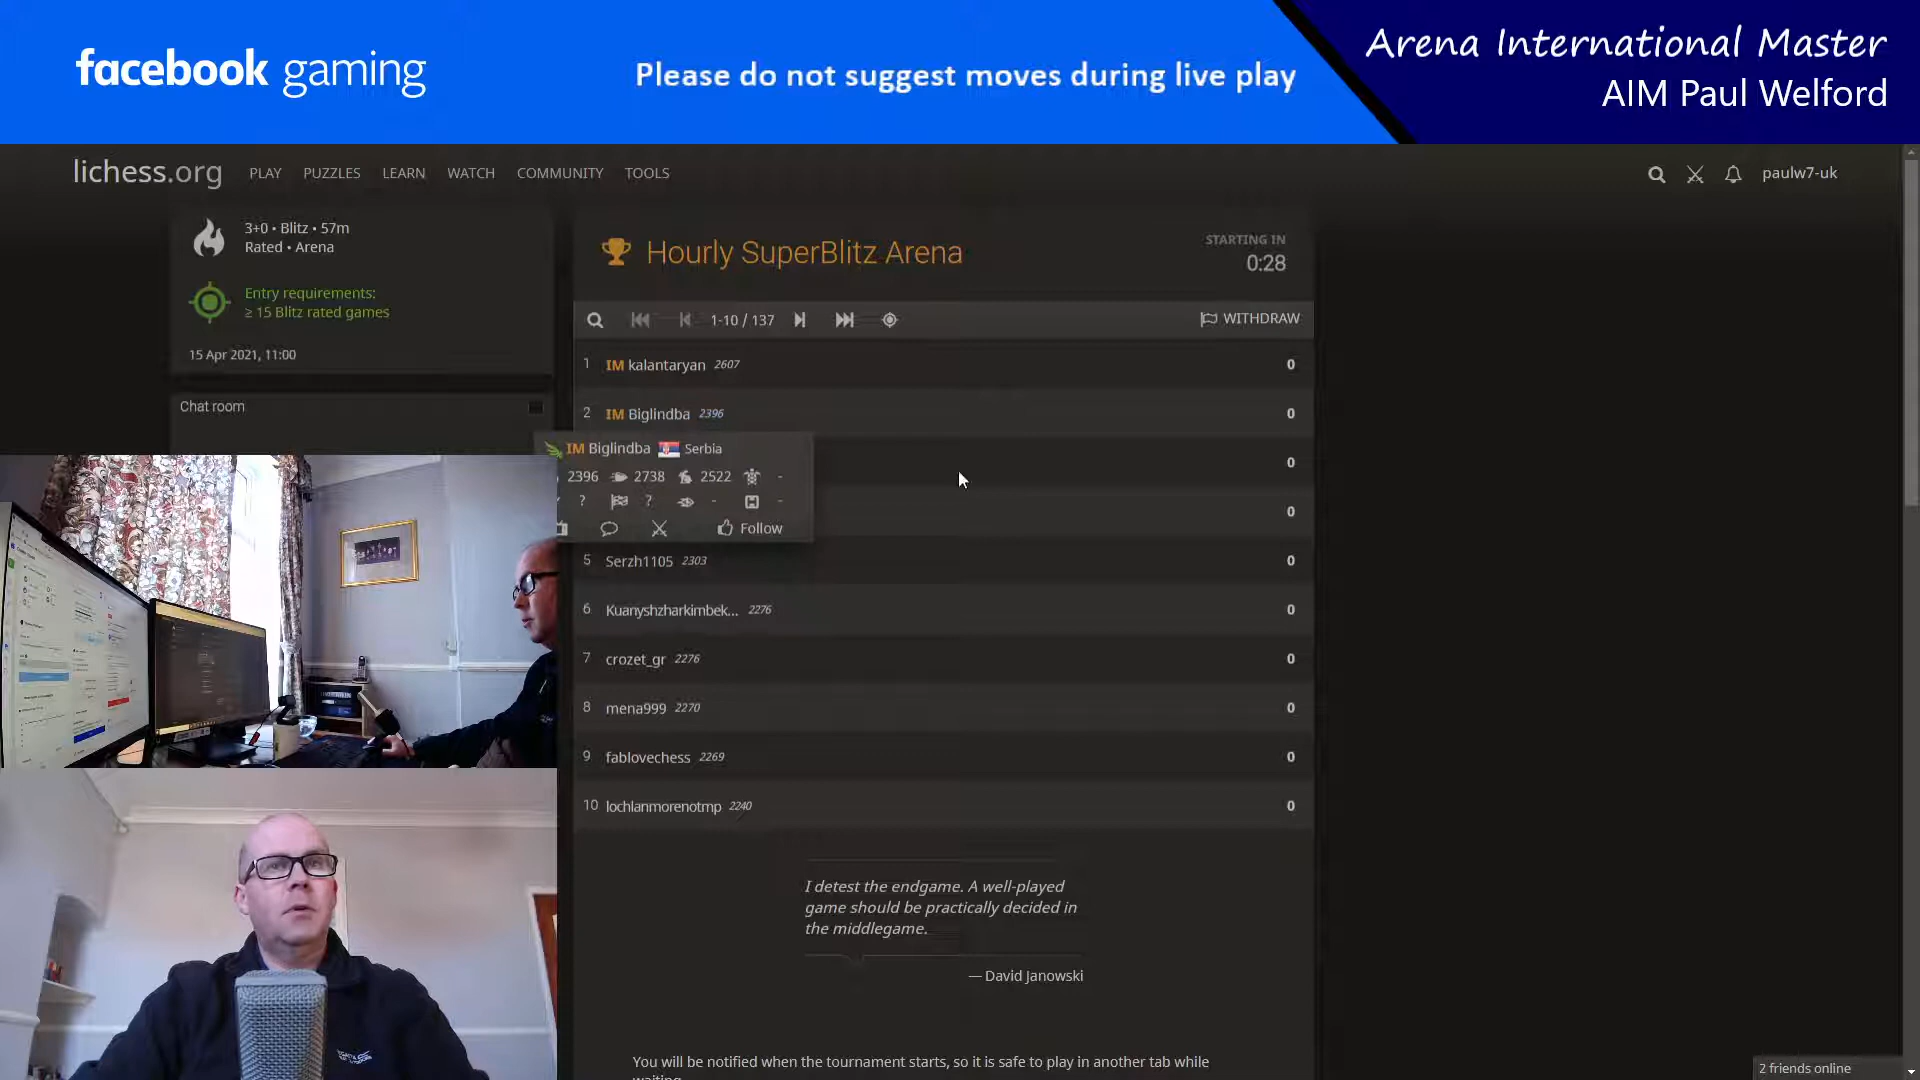 facebook gaming
Please do not suggest moves during live play
Arena International Master
AIM Paul Welford
lichess.org PLAY PUZZLES LEARN WATCH COMMUNITY TOOLS
paulw7-uk
3+0 • Blitz • 57m
Rated • Arena
Entry requirements:
≥ 15 Blitz rated games
15 Apr 2021, 11:00
Chat room
Hourly SuperBlitz Arena
STARTING IN
0:28
1-10 / 137
WITHDRAW
1 IM kalantaryan 2607 0
2 IM Biglindba 2396 0
IM Biglindba Serbia
2396 2738 2522 -
? ? - -
Follow
0
0
5 Serzh1105 2303 0
6 Kuanyshzharkimbek... 2276 0
7 crozet_gr 2276 0
8 mena999 2270 0
9 fablovechess 2269 0
10 lochlanmorenotmp 2240 0
I detest the endgame. A well-played
game should be practically decided in
the middlegame.
— David Janowski
You will be notified when the tournament starts, so it is safe to play in another tab while
2 friends online